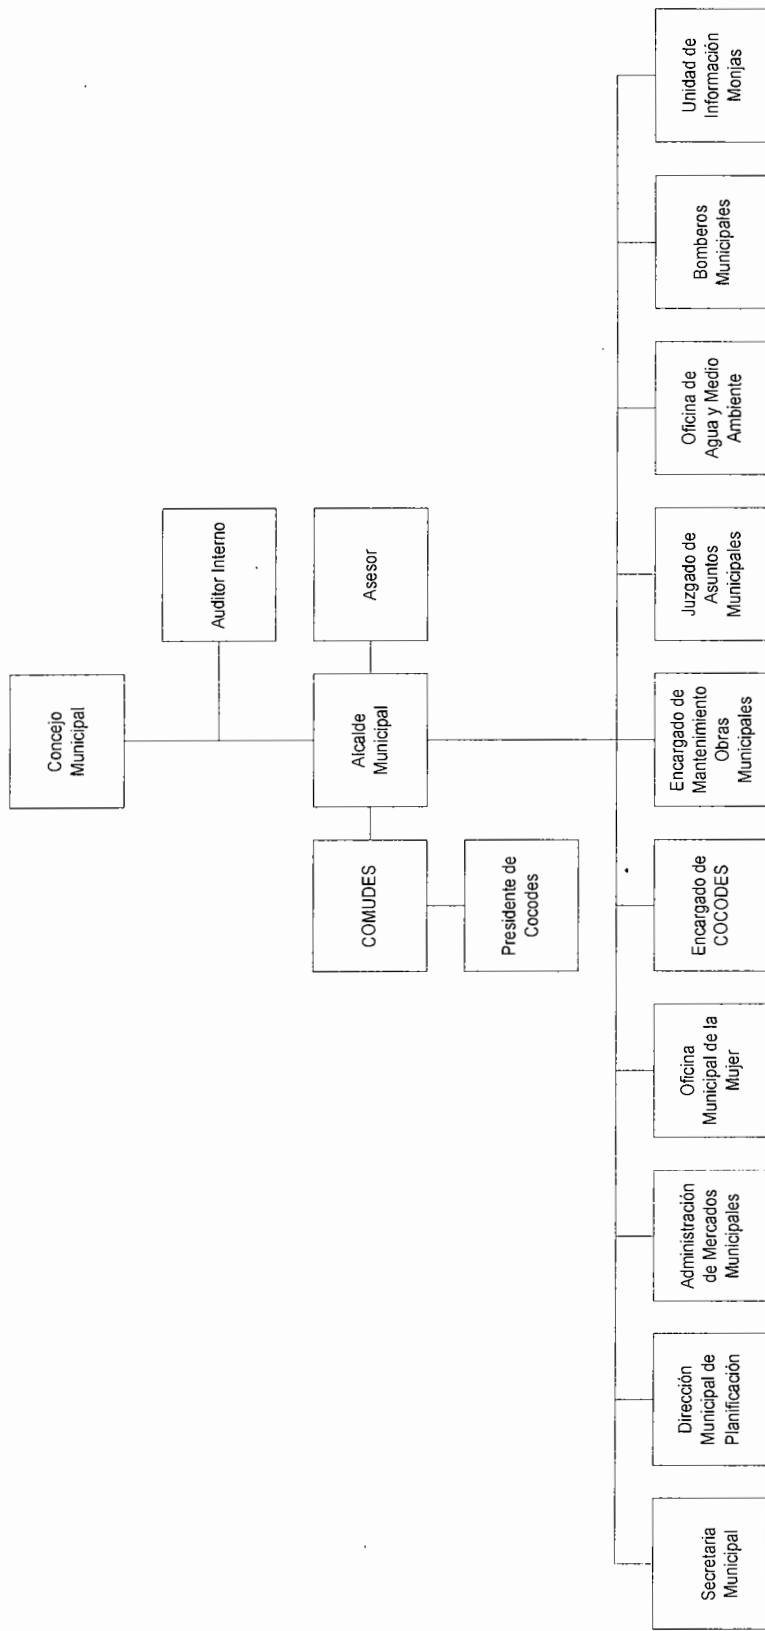 Concejo
Municipal
Auditor Interno
COMUDES
Alcalde
Municipal
Asesor
Presidente de
Cocodes
Secretaria
Municipal
Dirección
Municipal de
Planificación
Administración
de Mercados
Municipales
Oficina
Municipal de la
Mujer
Encargado de
COCODES
Encargado de
Mantenimiento
Obras
Municipales
Juzgado de
Asuntos
Municipales
Oficina de
Agua y Medio
Ambiente
Bomberos
Municipales
Unidad de
Información
Monjas